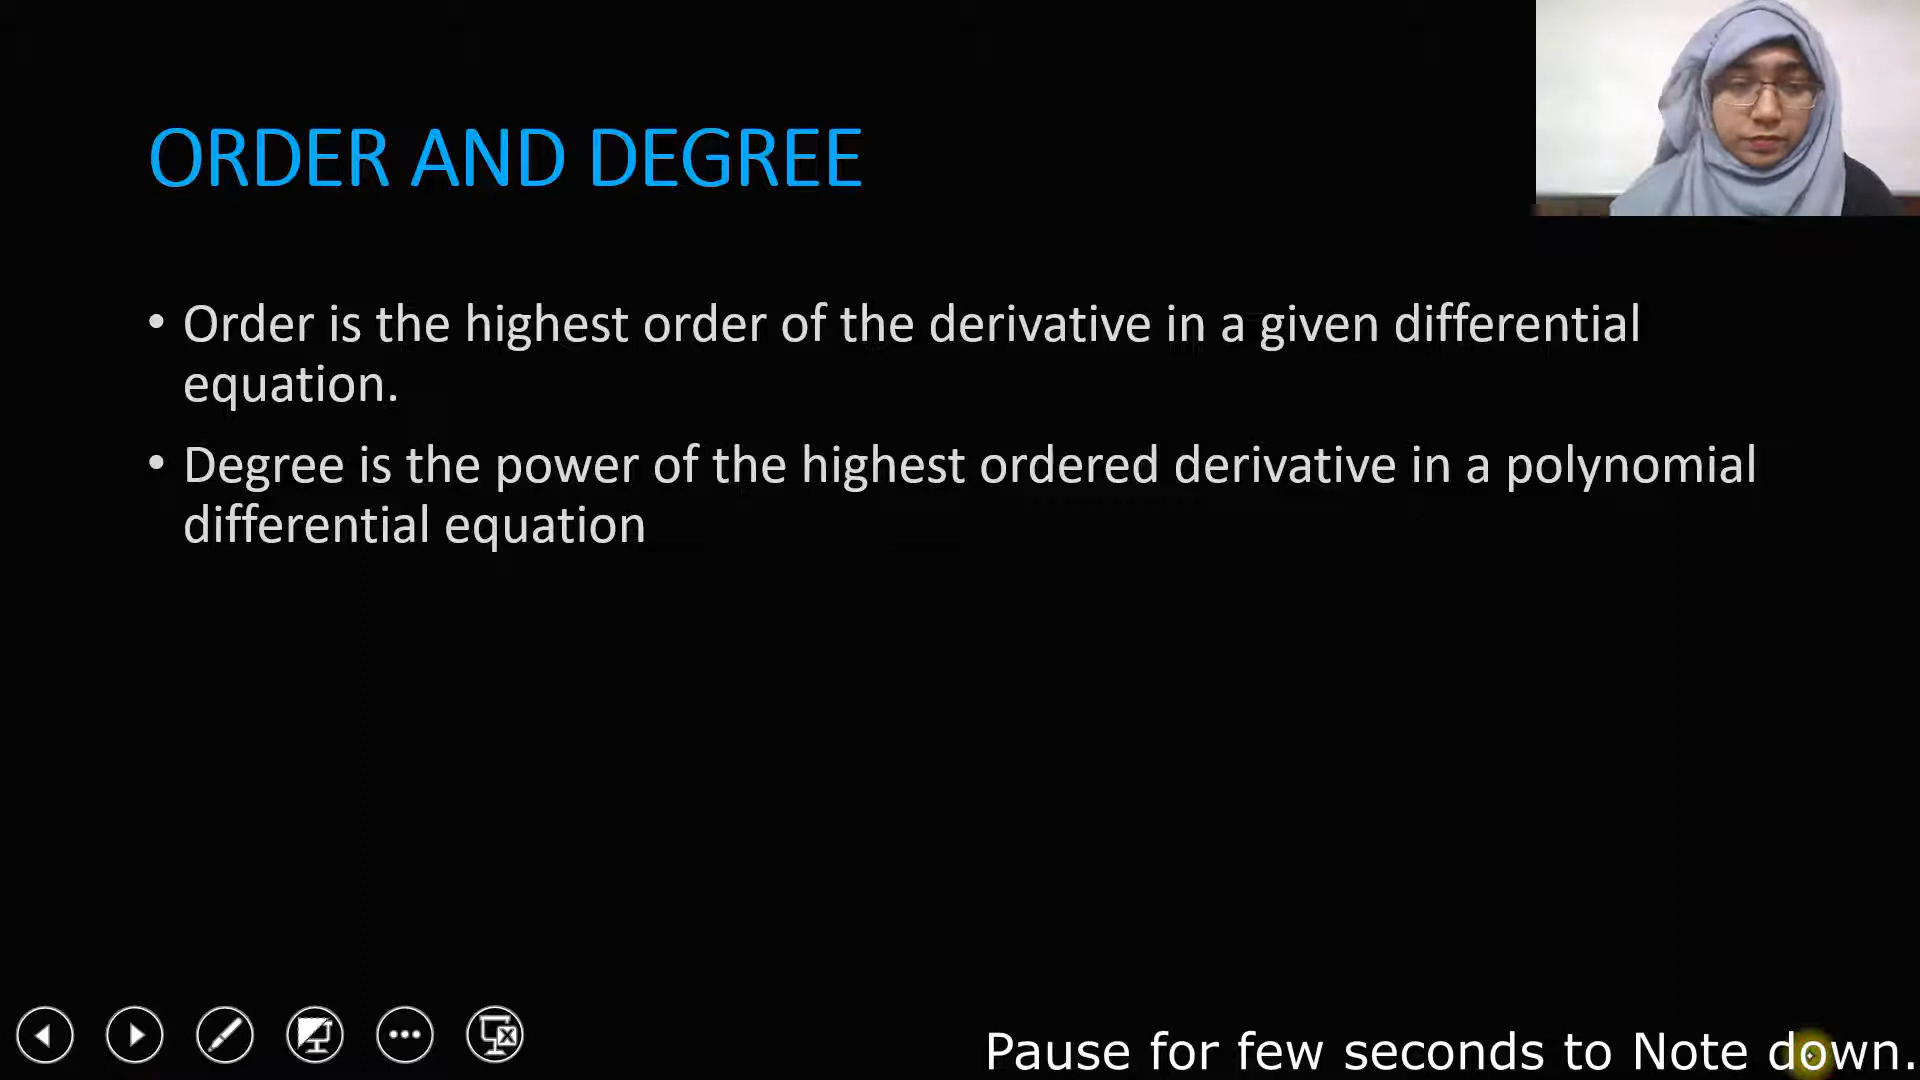 ORDER AND DEGREE
• Order is the highest order of the derivative in a given differential
equation.
• Degree is the power of the highest ordered derivative in a polynomial
differential equation
Pause for few seconds to Note down.